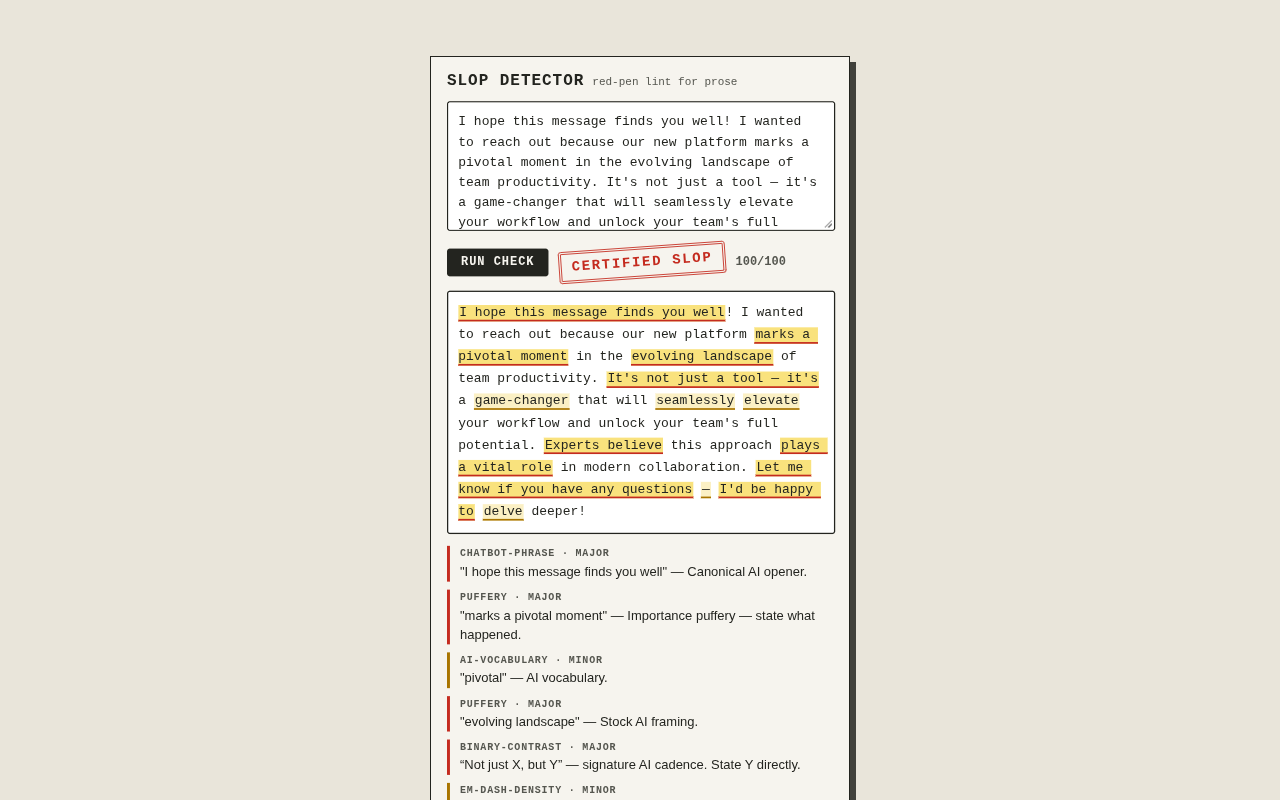 SLOP DETECTOR red-pen lint for prose
I hope this message finds you well! I wanted
to reach out because our new platform marks a
pivotal moment in the evolving landscape of
team productivity. It's not just a tool — it's
a game-changer that will seamlessly elevate
your workflow and unlock your team's full
RUN CHECK CERTIFIED SLOP 100/100
I hope this message finds you well! I wanted
to reach out because our new platform marks a
pivotal moment in the evolving landscape of
team productivity. It's not just a tool — it's
a game-changer that will seamlessly elevate
your workflow and unlock your team's full
potential. Experts believe this approach plays
a vital role in modern collaboration. Let me
know if you have any questions — I'd be happy
to delve deeper!
CHATBOT-PHRASE · MAJOR
"I hope this message finds you well" — Canonical AI opener.
PUFFERY · MAJOR
"marks a pivotal moment" — Importance puffery — state what
happened.
AI-VOCABULARY · MINOR
"pivotal" — AI vocabulary.
PUFFERY · MAJOR
"evolving landscape" — Stock AI framing.
BINARY-CONTRAST · MAJOR
“Not just X, but Y” — signature AI cadence. State Y directly.
EM-DASH-DENSITY · MINOR